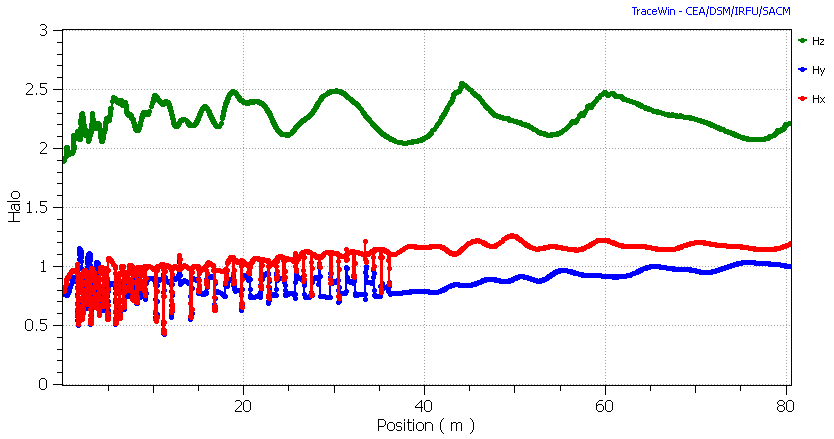 TraceWin - CEA/DSM/IRFU/SACM
3
2.5
2
1.5
1
0.5
0
Halo
20
40
60
80
Position ( m )
Hz
Hy
Hx